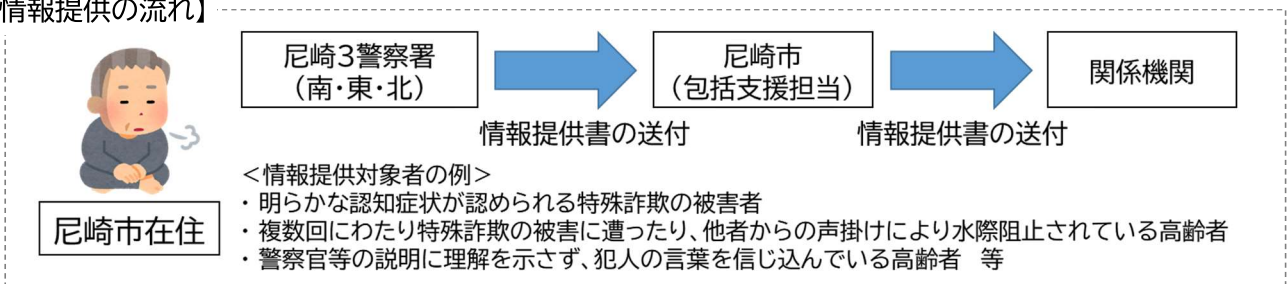 情報提供の流れ】
尼崎３警察署
（南・東・北）
尼崎市
（包括支援担当）
関係機関
情報提供書の送付
情報提供書の送付
尼崎市在住
＜情報提供対象者の例＞
・ 明らかな認知症状が認められる特殊詐欺の被害者
・ 複数回にわたり特殊詐欺の被害に遭ったり、他者からの声掛けにより水際阻止されている高齢者
・ 警察官等の説明に理解を示さず、犯人の言葉を信じ込んでいる高齢者　等